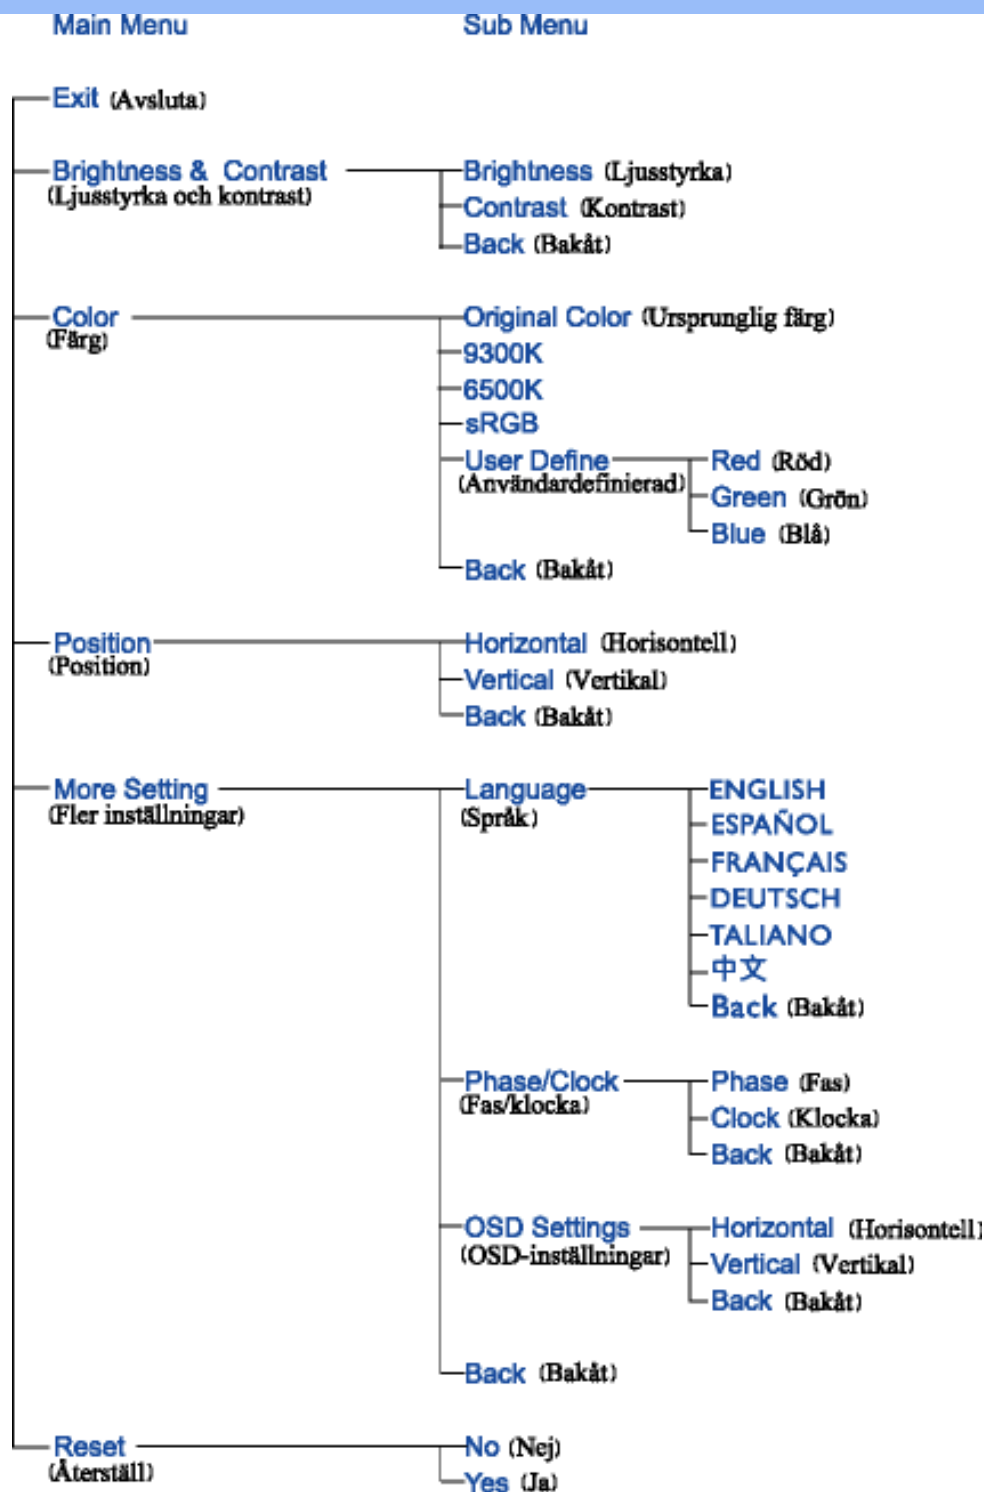 Main Menu Sub Menu
Exit (Avsluta)
Brightness & Contrast Brightness (Ljusstyrka)
(Ljusstyrka och kontrast) Contrast (Kontrast)
Back (Bakåt)
Color Original Color (Ursprunglig färg)
(Färg)
9300K
6500K
sRGB
User Define Red (Röd)
(Användardefinierad) Green (Grön)
Blue (Blå)
Back (Bakåt)
Position Horizontal (Horisontell)
(Position) Vertical (Vertikal)
Back (Bakåt)
More Setting Language ENGLISH
(Fler inställningar) (Språk)
ESPAÑOL
FRANÇAIS
DEUTSCH
TALIANO
中文
Back (Bakåt)
Phase/Clock Phase (Fas)
(Fas/klocka) Clock (Klocka)
Back (Bakåt)
OSD Settings Horizontal (Horisontell)
(OSD-inställningar) Vertical (Vertikal)
Back (Bakåt)
Back (Bakåt)
Reset No (Nej)
(Återställ) Yes (Ja)